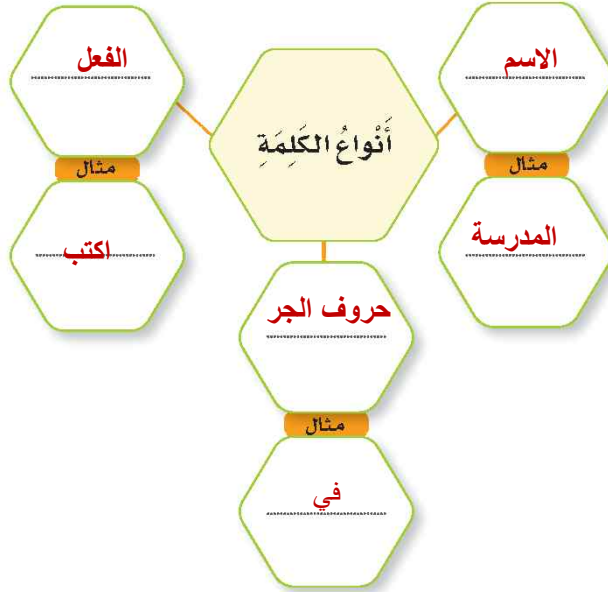 أَنْواعُ الكَلِمَةِ
الاسم
مثال
المدرسة
الفعل
مثال
اكتب
حروف الجر
مثال
في